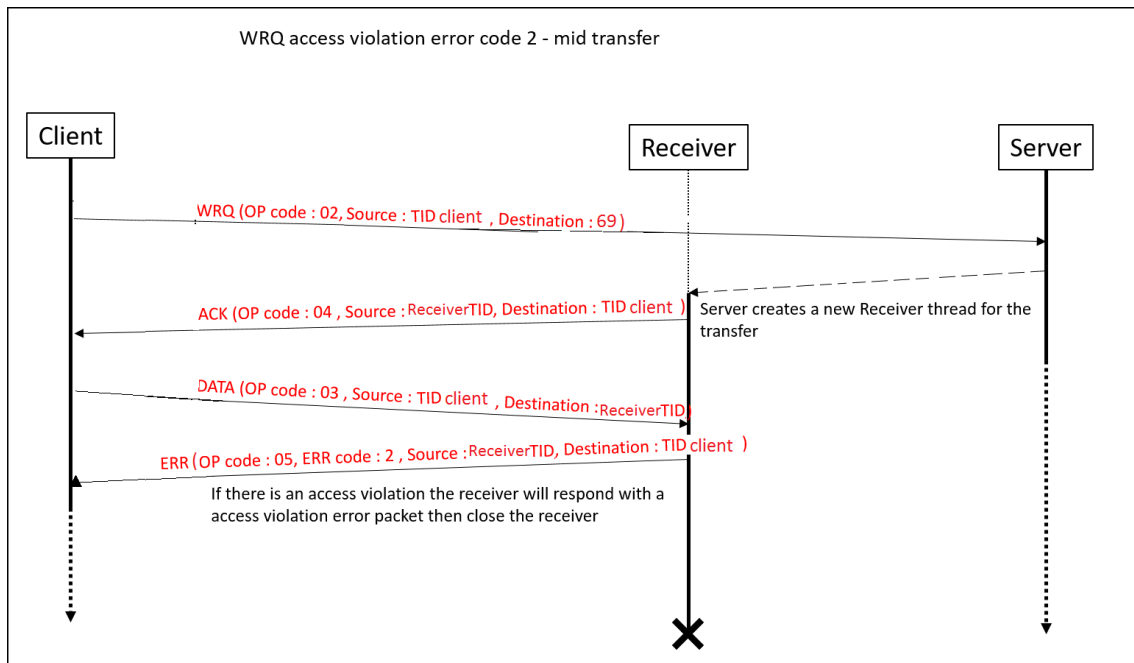 WRQ access violation error code 2 - mid transfer
Client
Receiver
Server
WRQ (OP code : 02, Source : TID client , Destination : 69)
ACK (OP code : 04 , Source : ReceiverTID, Destination : TID client )
Server creates a new Receiver thread for the
transfer
DATA (OP code : 03 , Source : TID client , Destination : ReceiverTID)
ERR (OP code : 05, ERR code : 2 , Source : ReceiverTID, Destination : TID client )
If there is an access violation the receiver will respond with a
access violation error packet then close the receiver